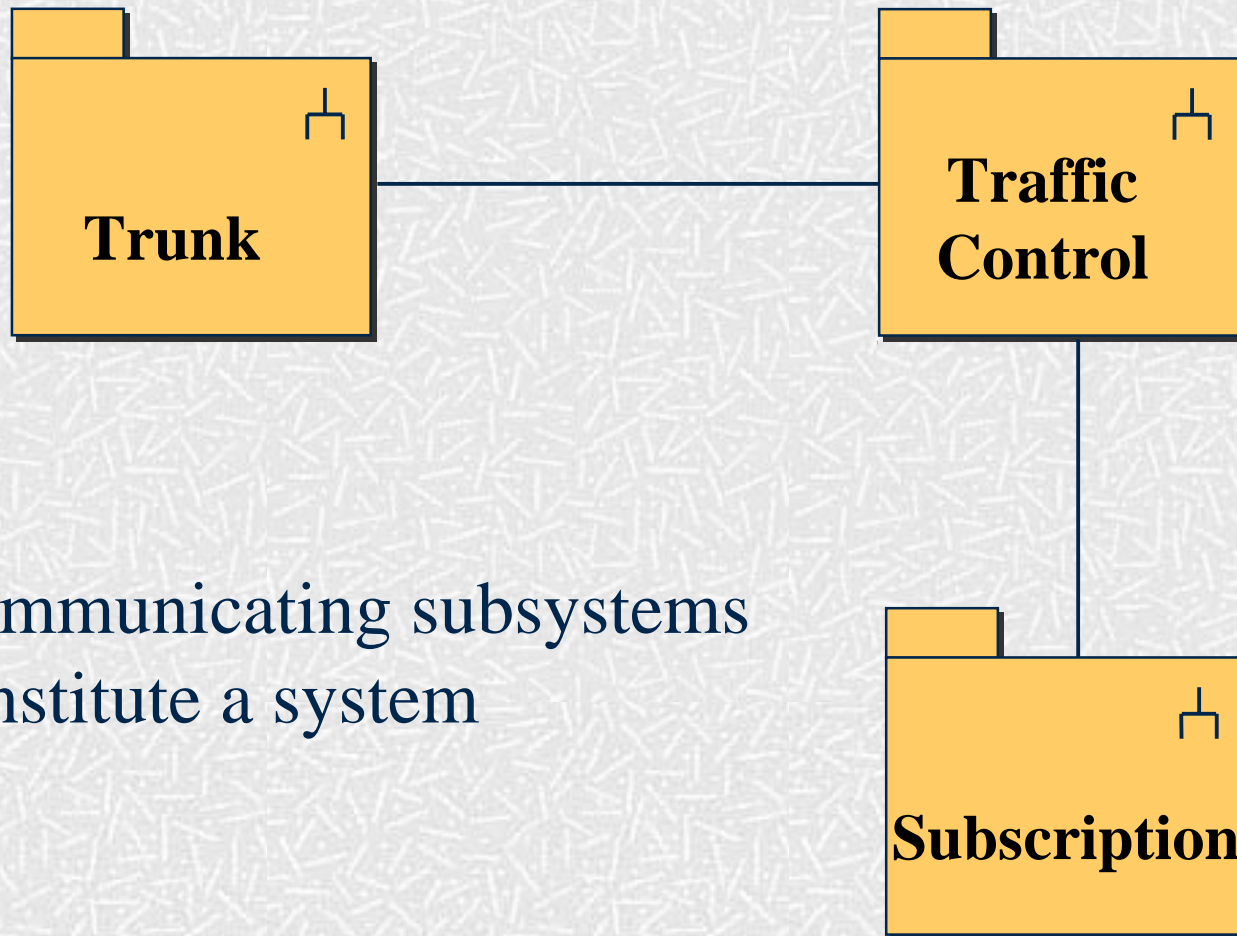 Trunk
Traffic
Control
mmunicating subsystems
nstitute a system
Subscription